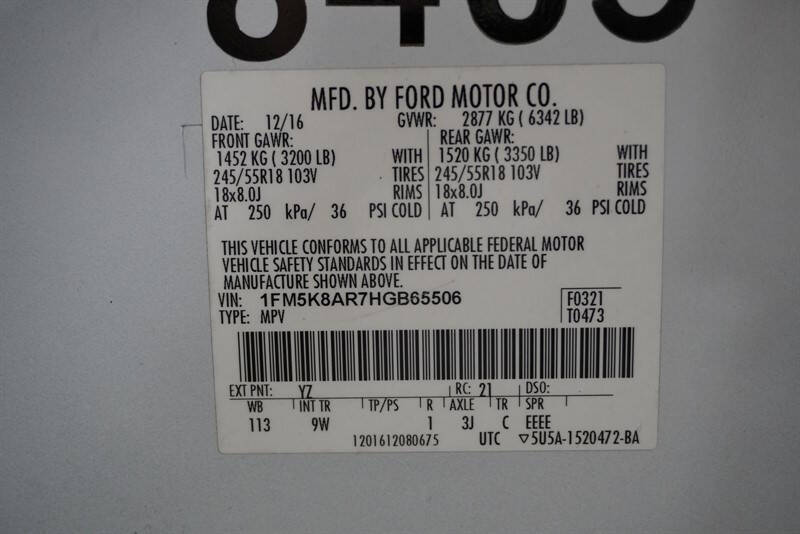 MFD. BY FORD MOTOR CO.
DATE: 12/16 GVWR: 2877 KG ( 6342 LB)
FRONT GAWR: REAR GAWR:
1452 KG ( 3200 LB) WITH 1520 KG ( 3350 LB) WITH
245/55R18 103V TIRES 245/55R18 103V TIRES
18x8.0J RIMS 18x8.0J RIMS
AT 250 kPa/ 36 PSI COLD AT 250 kPa/ 36 PSI COLD
THIS VEHICLE CONFORMS TO ALL APPLICABLE FEDERAL MOTOR
VEHICLE SAFETY STANDARDS IN EFFECT ON THE DATE OF
MANUFACTURE SHOWN ABOVE.
VIN: 1FM5K8AR7HGB65506 F0321
TYPE: MPV T0473
EXT PNT: YZ RC: 21 DSO:
WB INT TR TP/PS R AXLE TR SPR
113 9W 1 3J C EEEE
1201612080675 UTC ▽5U5A-1520472-BA